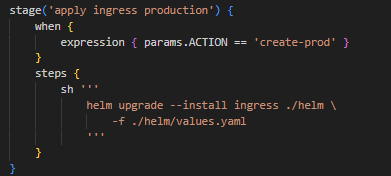 stage('apply ingress production') {
    when {
        expression { params.ACTION == 'create-prod' }
    }
    steps {
        sh '''
            helm upgrade --install ingress ./helm \
                -f ./helm/values.yaml
            '''
    }
}